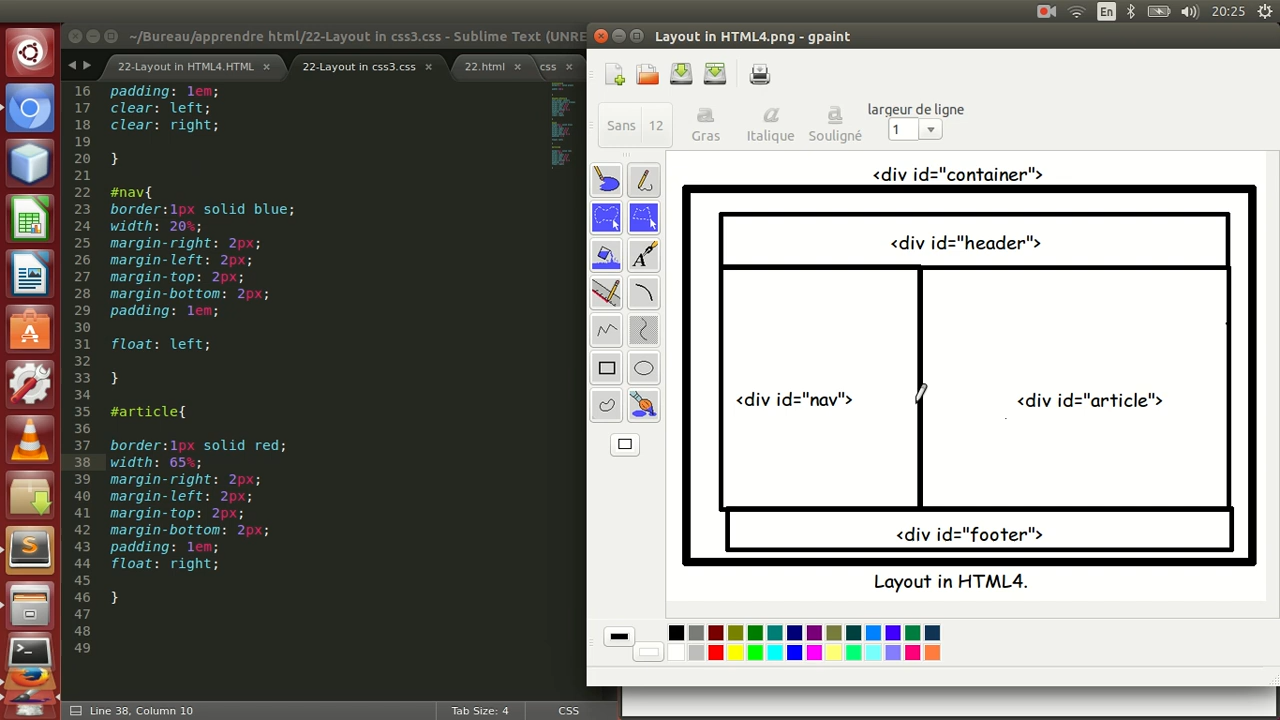 En
20:25
~/Bureau/apprendre html/22-Layout in css3.css - Sublime Text (UNRE
22-Layout in HTML4.HTML ×
22-Layout in css3.css ×
22.html ×
css ×
16 padding: 1em;
17 clear: left;
18 clear: right;
19
20 }
21
22 #nav{
23 border:1px solid blue;
24 width: 20%;
25 margin-right: 2px;
26 margin-left: 2px;
27 margin-top: 2px;
28 margin-bottom: 2px;
29 padding: 1em;
30
31 float: left;
32
33 }
34
35 #article{
36
37 border:1px solid red;
38 width: 65%;
39 margin-right: 2px;
40 margin-left: 2px;
41 margin-top: 2px;
42 margin-bottom: 2px;
43 padding: 1em;
44 float: right;
45
46 }
47
48
49
Line 38, Column 10
Tab Size: 4
CSS
Layout in HTML4.png - gpaint
Sans 12
a Gras
a Italique
a Souligné
largeur de ligne
1
<div id="container">
<div id="header">
<div id="nav">
<div id="article">
<div id="footer">
Layout in HTML4.